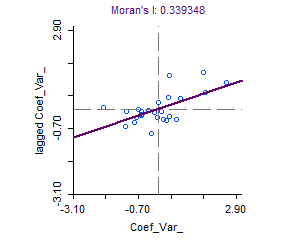 Moran's I: 0.339348
2.90
-0.70
-3.10
lagged Coef_Var_
-3.10
-0.70
2.90
Coef_Var_